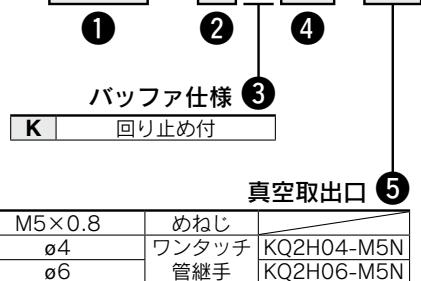 ❶ ❷ ❹
バッファ仕様 ❸
K 回り止め付
真空取出口 ❺
M5×0.8 めねじ
ø4 ワンタッチ KQ2H04-M5N
ø6 管継手 KQ2H06-M5N